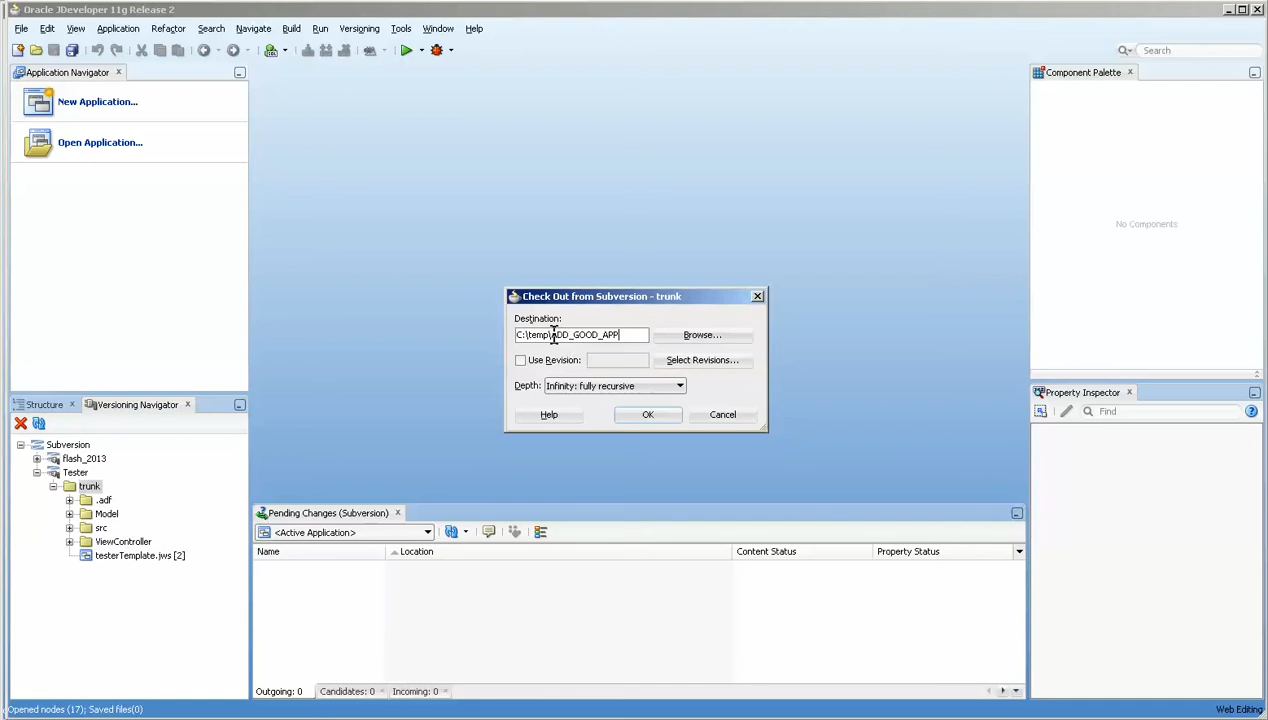 Oracle JDeveloper 11g Release 2
File Edit View Application Refactor Search Navigate Build Run Versioning Tools Window Help
Search
Application Navigator
New Application...
Open Application...
Component Palette
No Components
Check Out from Subversion - trunk
Destination:
C:\temp\ADD_GOOD_APP
Browse...
Use Revision:
Select Revisions...
Depth: Infinity: fully recursive
Help OK Cancel
Structure Versioning Navigator
Subversion
flash_2013
Tester
trunk
.adf
Model
src
ViewController
testerTemplate.jws [2]
Property Inspector
Find
Pending Changes (Subversion)
<Active Application>
Name Location Content Status Property Status
Outgoing: 0 Candidates: 0 Incoming: 0
Opened nodes (17); Saved files(0)
Web Editing